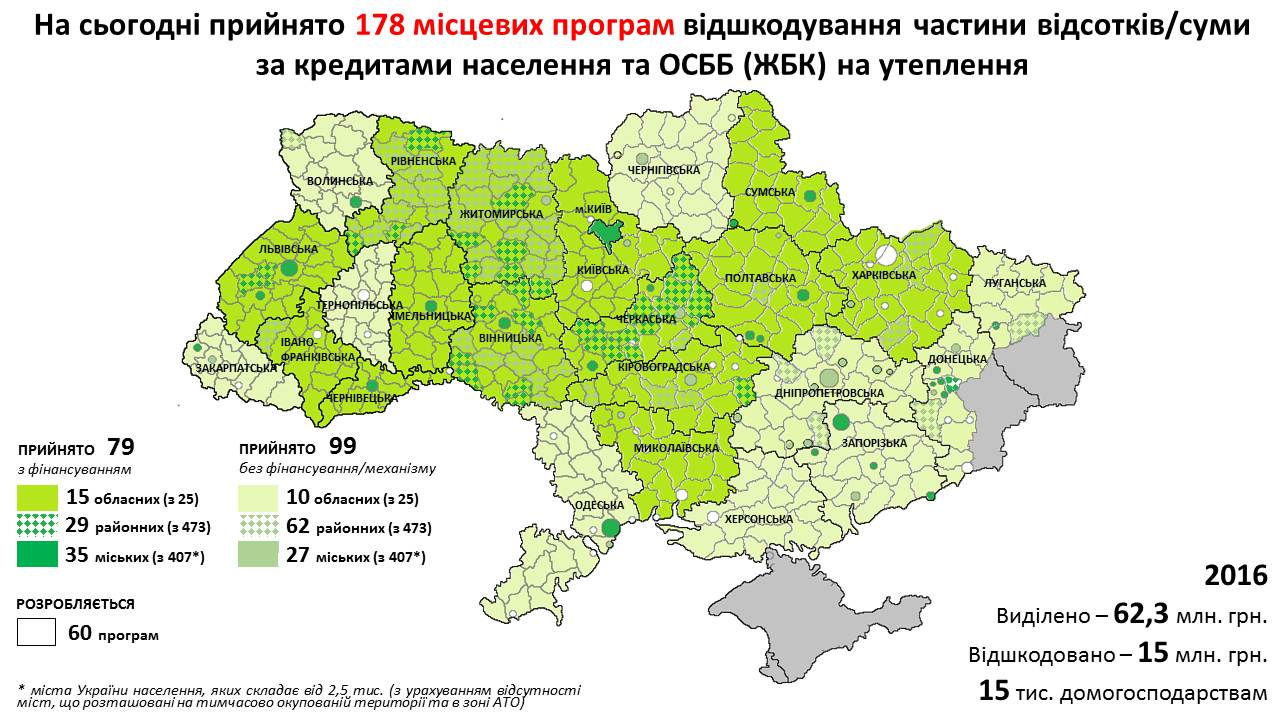 На сьогодні прийнято 178 місцевих програм відшкодування частини відсотків/суми
за кредитами населення та ОСББ (ЖБК) на утеплення
РІВНЕНСЬКА
ВОЛИНСЬКА
ЖИТОМИРСЬКА
м.КИЇВ
ЧЕРНІГІВСЬКА
СУМСЬКА
ЛЬВІВСЬКА
КИЇВСЬКА
ПОЛТАВСЬКА
ХАРКІВСЬКА
ЛУГАНСЬКА
ТЕРНОПІЛЬСЬКА
ХМЕЛЬНИЦЬКА
ЧЕРКАСЬКА
ВІННИЦЬКА
ІВАНО-
ФРАНКІВСЬКА
ЗАКАРПАТСЬКА
КІРОВОГРАДСЬКА
ДОНЕЦЬКА
ЧЕРНІВЕЦЬКА
ДНІПРОПЕТРОВСЬКА
МИКОЛАЇВСЬКА
ЗАПОРІЗЬКА
ОДЕСЬКА
ХЕРСОНСЬКА
ПРИЙНЯТО 79
з фінансуванням
15 обласних (з 25)
29 районних (з 473)
35 міських (з 407*)
ПРИЙНЯТО 99
без фінансування/механізму
10 обласних (з 25)
62 районних (з 473)
27 міських (з 407*)
РОЗРОБЛЯЄТЬСЯ
60 програм
2016
Виділено – 62,3 млн. грн.
Відшкодовано – 15 млн. грн.
15 тис. домогосподарствам
* міста України населення, яких складає від 2,5 тис. (з урахуванням відсутності
міст, що розташовані на тимчасово окупованій території та в зоні АТО)